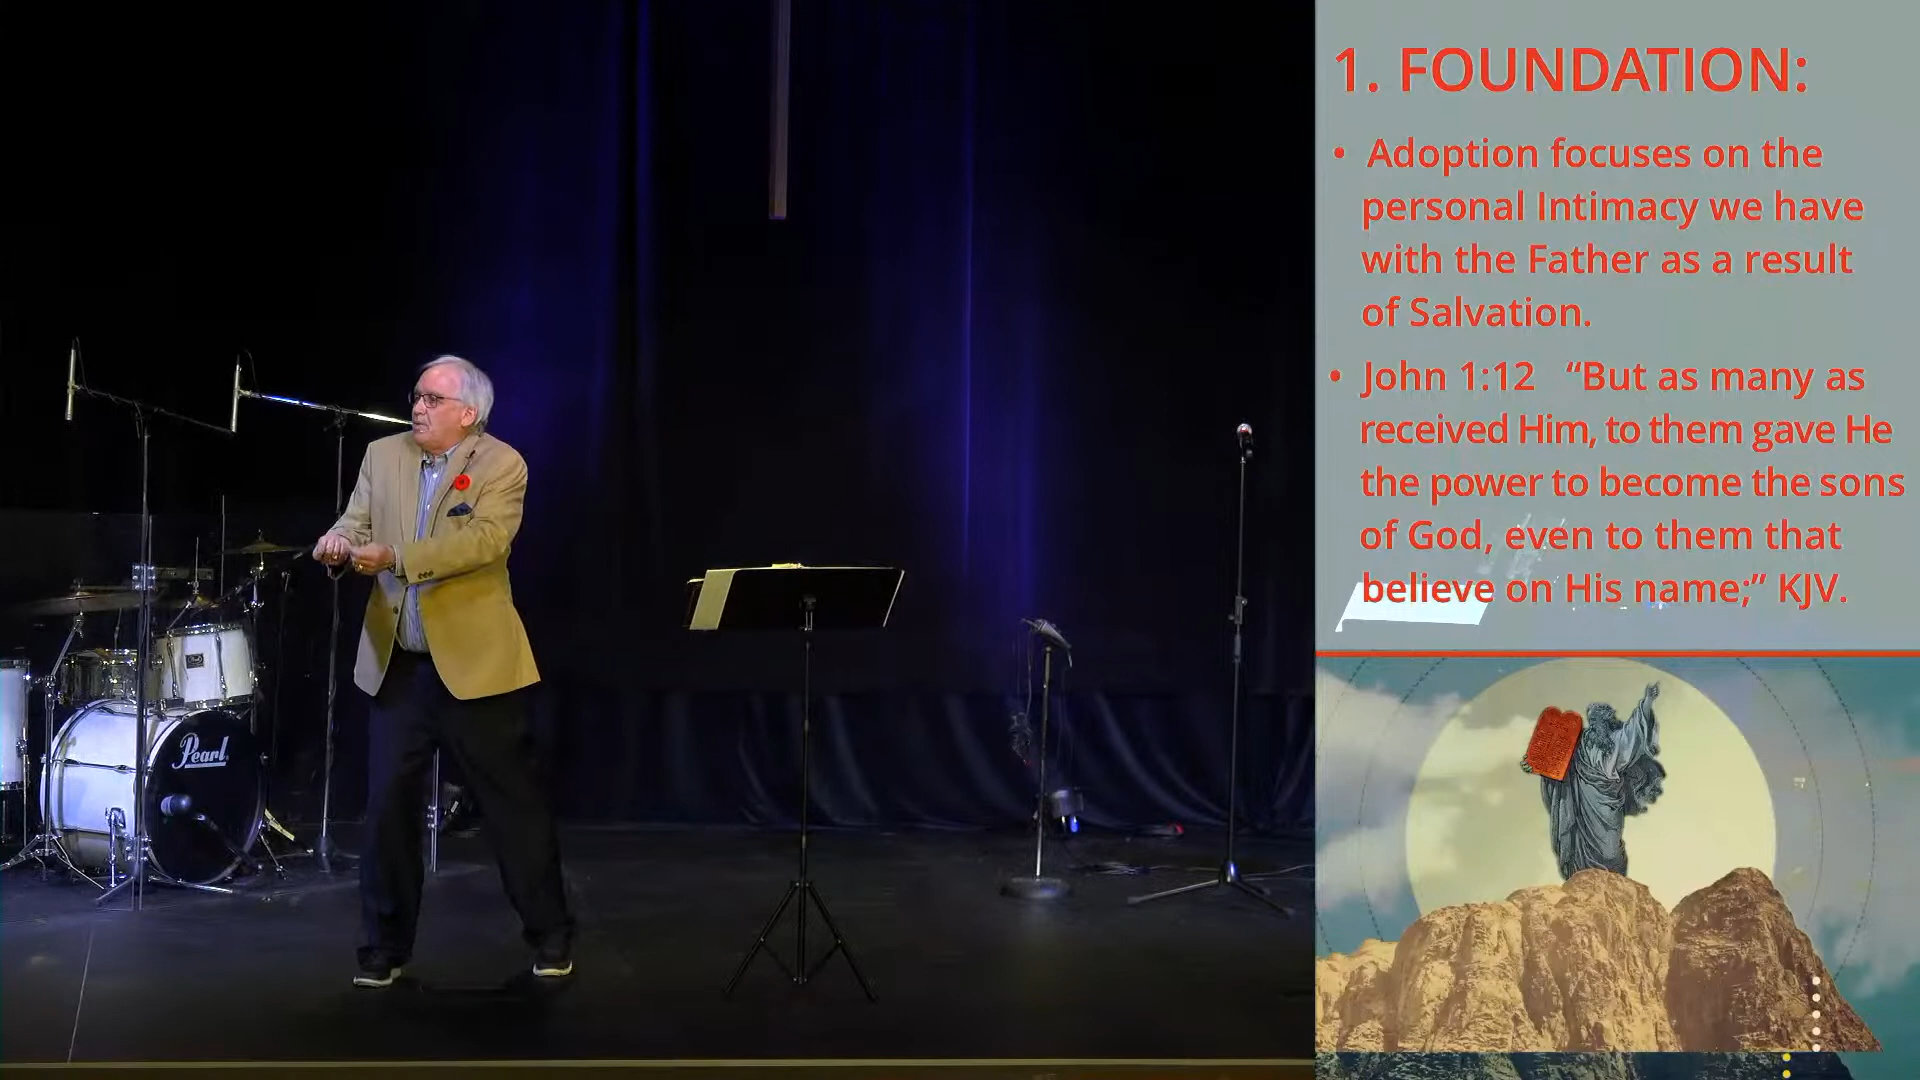 1. FOUNDATION:
• Adoption focuses on the
personal Intimacy we have
with the Father as a result
of Salvation.
• John 1:12 “But as many as
received Him, to them gave He
the power to become the sons
of God, even to them that
believe on His name;” KJV.
Pearl